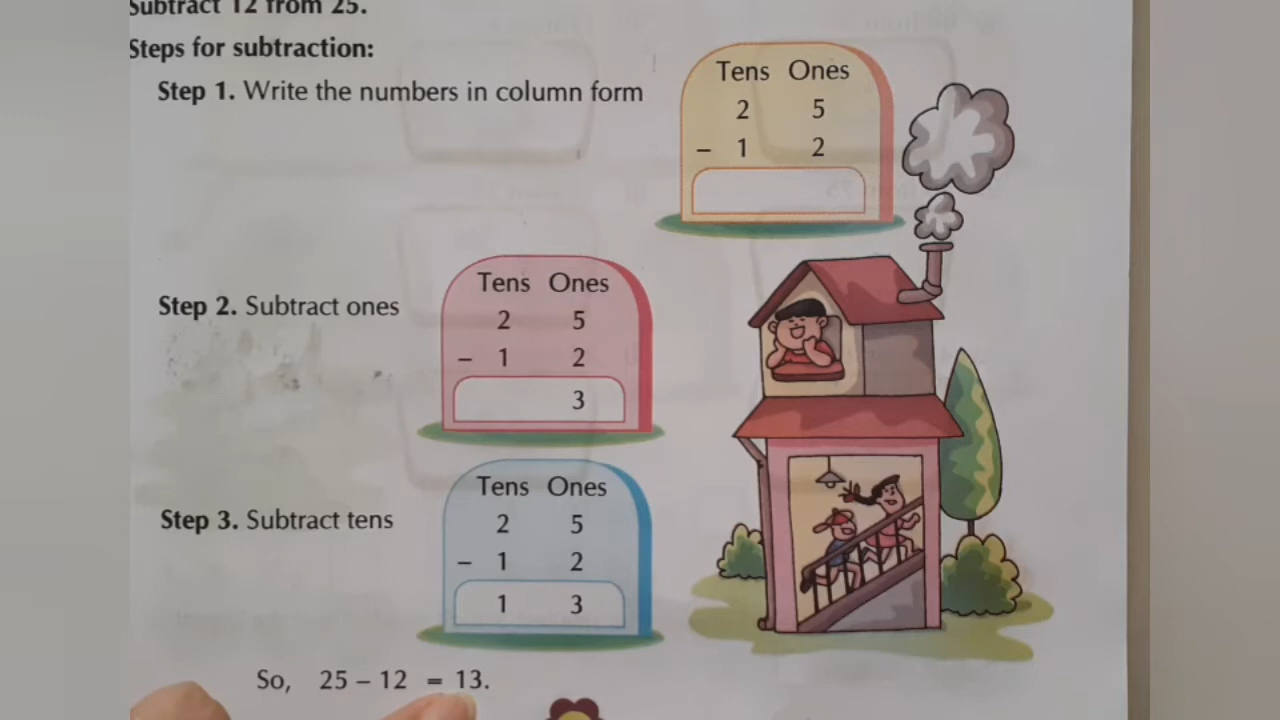 Subtract 12 from 25.
Steps for subtraction:
Step 1. Write the numbers in column form
Tens Ones
2 5
– 1 2
Step 2. Subtract ones
Tens Ones
2 5
– 1 2
3
Step 3. Subtract tens
Tens Ones
2 5
– 1 2
1 3
So, 25 – 12 = 13.